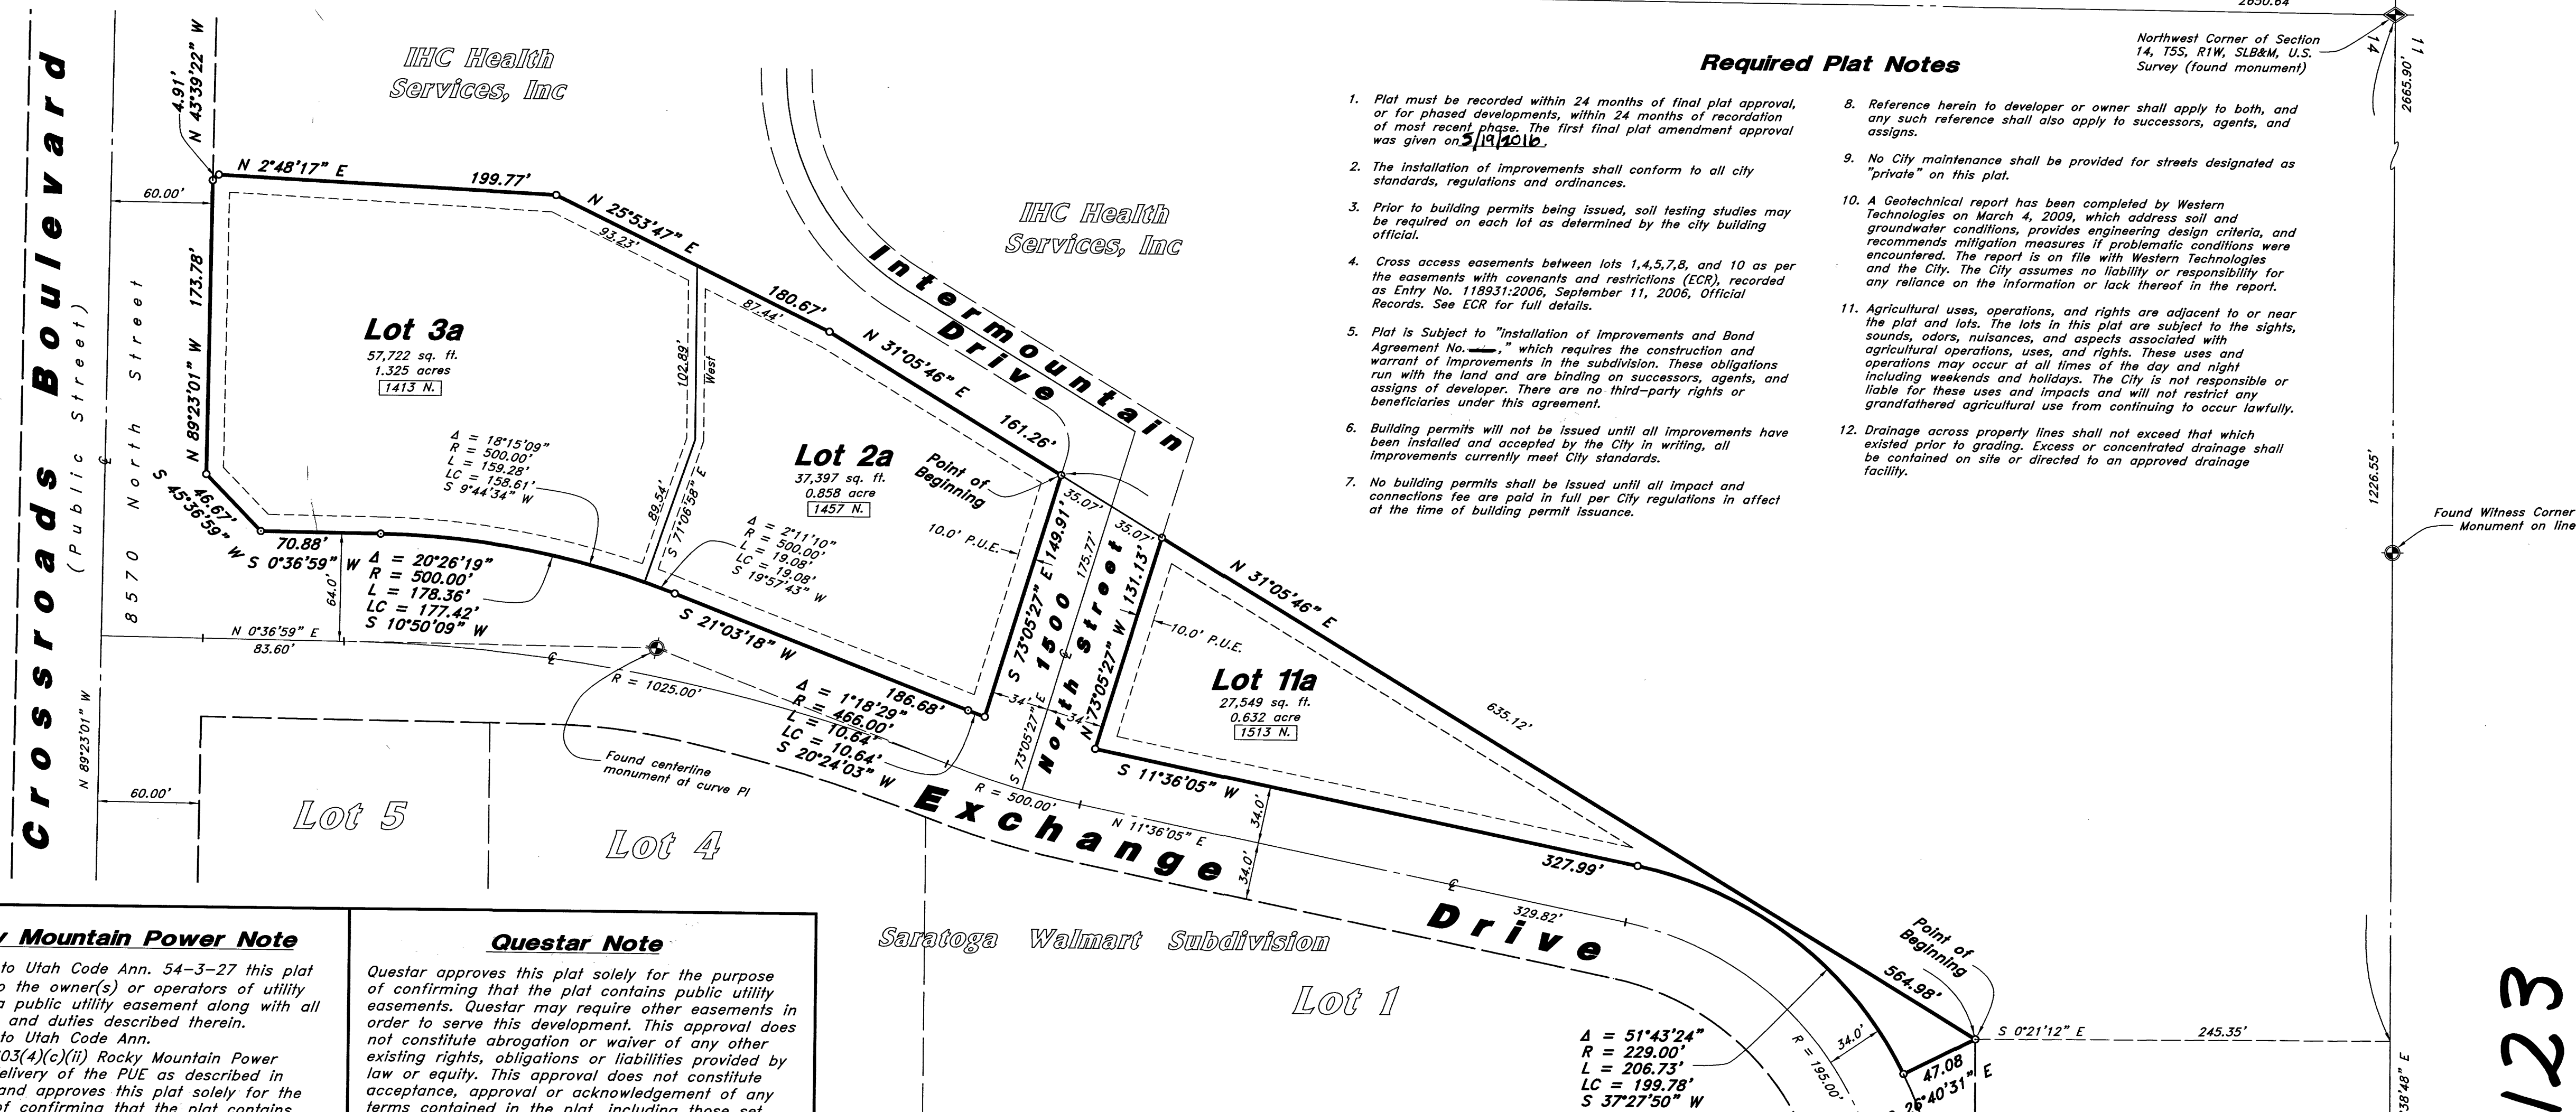 2650.64'
Northwest Corner of Section
14, T5S, R1W, SLB&M, U.S.
Survey (found monument)
14
11
2665.90'
1226.55'
Found Witness Corner
Monument on line
Required Plat Notes
1. Plat must be recorded within 24 months of final plat approval,
or for phased developments, within 24 months of recordation
of most recent phase. The first final plat amendment approval
was given on 5/19/2016.
2. The installation of improvements shall conform to all city
standards, regulations and ordinances.
3. Prior to building permits being issued, soil testing studies may
be required on each lot as determined by the city building
official.
4. Cross access easements between lots 1,4,5,7,8, and 10 as per
the easements with covenants and restrictions (ECR), recorded
as Entry No. 118931:2006, September 11, 2006, Official
Records. See ECR for full details.
5. Plat is Subject to "installation of improvements and Bond
Agreement No. ," which requires the construction and
warrant of improvements in the subdivision. These obligations
run with the land and are binding on successors, agents, and
assigns of developer. There are no third-party rights or
beneficiaries under this agreement.
6. Building permits will not be issued until all improvements have
been installed and accepted by the City in writing, all
improvements currently meet City standards.
7. No building permits shall be issued until all impact and
connections fee are paid in full per City regulations in affect
at the time of building permit issuance.
8. Reference herein to developer or owner shall apply to both, and
any such reference shall also apply to successors, agents, and
assigns.
9. No City maintenance shall be provided for streets designated as
"private" on this plat.
10. A Geotechnical report has been completed by Western
Technologies on March 4, 2009, which address soil and
groundwater conditions, provides engineering design criteria, and
recommends mitigation measures if problematic conditions were
encountered. The report is on file with Western Technologies
and the City. The City assumes no liability or responsibility for
any reliance on the information or lack thereof in the report.
11. Agricultural uses, operations, and rights are adjacent to or near
the plat and lots. The lots in this plat are subject to the sights,
sounds, odors, nuisances, and aspects associated with
agricultural operations, uses, and rights. These uses and
operations may occur at all times of the day and night
including weekends and holidays. The City is not responsible or
liable for these uses and impacts and will not restrict any
grandfathered agricultural use from continuing to occur lawfully.
12. Drainage across property lines shall not exceed that which
existed prior to grading. Excess or concentrated drainage shall
be contained on site or directed to an approved drainage
facility.
Crossroads Boulevard
(Public Street)
8570 North Street
N 89°23'01" W
60.00'
60.00'
4.91'
N 43°39'22" W
IHC Health
Services, Inc
IHC Health
Services, Inc
Intermountain
Drive
N 2°48'17" E
199.77'
N 25°53'47" E
93.23'
180.67'
87.44'
N 31°05'46" E
161.26'
N 89°23'01" W 173.78'
46.67'
S 45°36'59" W
70.88'
S 0°36'59" W
64.0'
Lot 3a
57,722 sq. ft.
1.325 acres
1413 N.
Δ = 18°15'09"
R = 500.00'
L = 159.28'
LC = 158.61'
S 9°44'34" W
102.89'
West
89.54'
S 71°06'58" E
Lot 2a
37,397 sq. ft.
0.858 acre
1457 N.
Point of
Beginning
10.0' P.U.E.
Δ = 2°11'10"
R = 500.00'
L = 19.08'
LC = 19.08'
S 19°57'43" W
Δ = 20°26'19"
R = 500.00'
L = 178.36'
LC = 177.42'
S 10°50'09" W
N 0°36'59" E
83.60'
S 21°03'18" W
186.68'
R = 1025.00'
Δ = 1°18'29"
R = 466.00'
L = 10.64'
LC = 10.64'
S 20°24'03" W
Found centerline
monument at curve PI
S 73°05'27" E 149.91'
35.07'
35.07'
175.77'
1500
North Street
S 73°05'27" E
34'
34'
N 73°05'27" W 131.13'
10.0' P.U.E.
Lot 11a
27,549 sq. ft.
0.632 acre
1513 N.
N 31°05'46" E
635.12'
S 11°36'05" W
327.99'
34.0'
34.0'
R = 500.00'
N 11°36'05" E
329.82'
Exchange Drive
Lot 5
Lot 4
Saratoga Walmart Subdivision
Lot 1
Point of
Beginning
564.98'
S 0°21'12" E
245.35'
47.08
26°40'31" E
34.0'
R = 195.00'
Δ = 51°43'24"
R = 229.00'
L = 206.73'
LC = 199.78'
S 37°27'50" W
38'48" E
123
Mountain Power Note
to Utah Code Ann. 54-3-27 this plat
the owner(s) or operators of utility
public utility easement along with all
and duties described therein.
to Utah Code Ann.
03(4)(c)(ii) Rocky Mountain Power
delivery of the PUE as described in
and approves this plat solely for the
of confirming that the plat contains
Questar Note
Questar approves this plat solely for the purpose
of confirming that the plat contains public utility
easements. Questar may require other easements in
order to serve this development. This approval does
not constitute abrogation or waiver of any other
existing rights, obligations or liabilities provided by
law or equity. This approval does not constitute
acceptance, approval or acknowledgement of any
terms contained in the plat, including those set